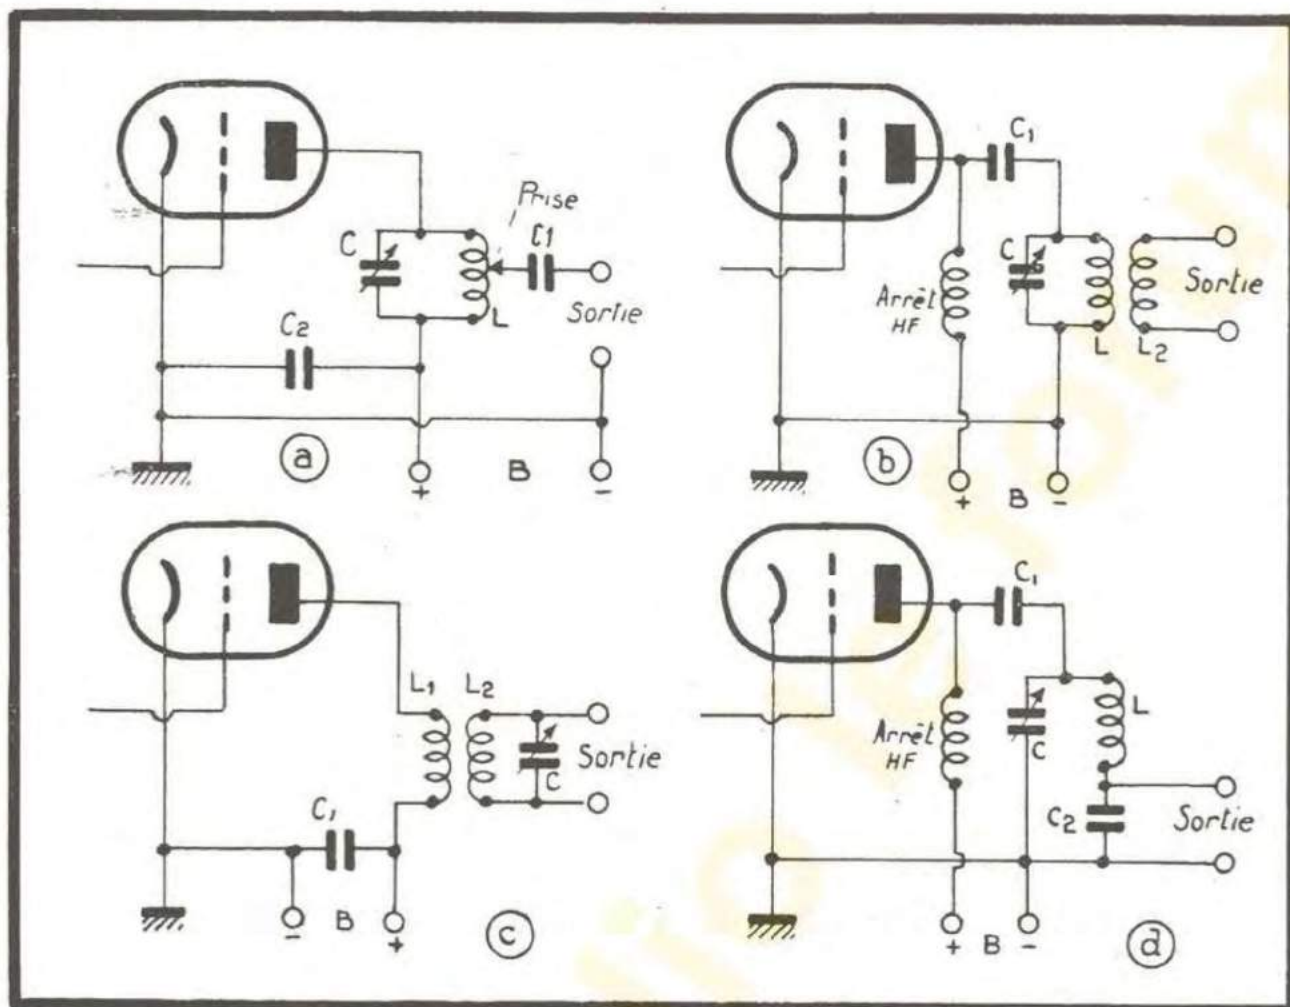 Prise
C
C1
L
Sortie
C2
a
+
B
-
C1
C
Arrêt
HF
L
L2
Sortie
b
+
B
-
L1
L2
C
Sortie
C1
-
B
+
c
C1
Arrêt
HF
C
L
C2
Sortie
+
B
-
d